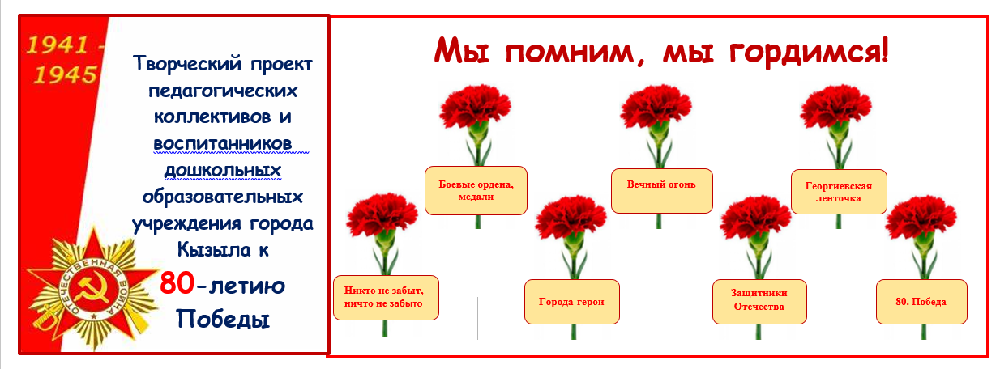 1941 -
1945
Творческий проект
педагогических
коллективов и
воспитанников
дошкольных
образовательных
учреждения города
Кызыла к
80-летию
Победы
ОТЕЧЕСТВЕННАЯ ВОЙНА
Мы помним, мы гордимся!
Боевые ордена,
медали
Вечный огонь
Георгиевская
ленточка
Никто не забыт,
ничто не забыто
Города-герои
Защитники
Отечества
80. Победа